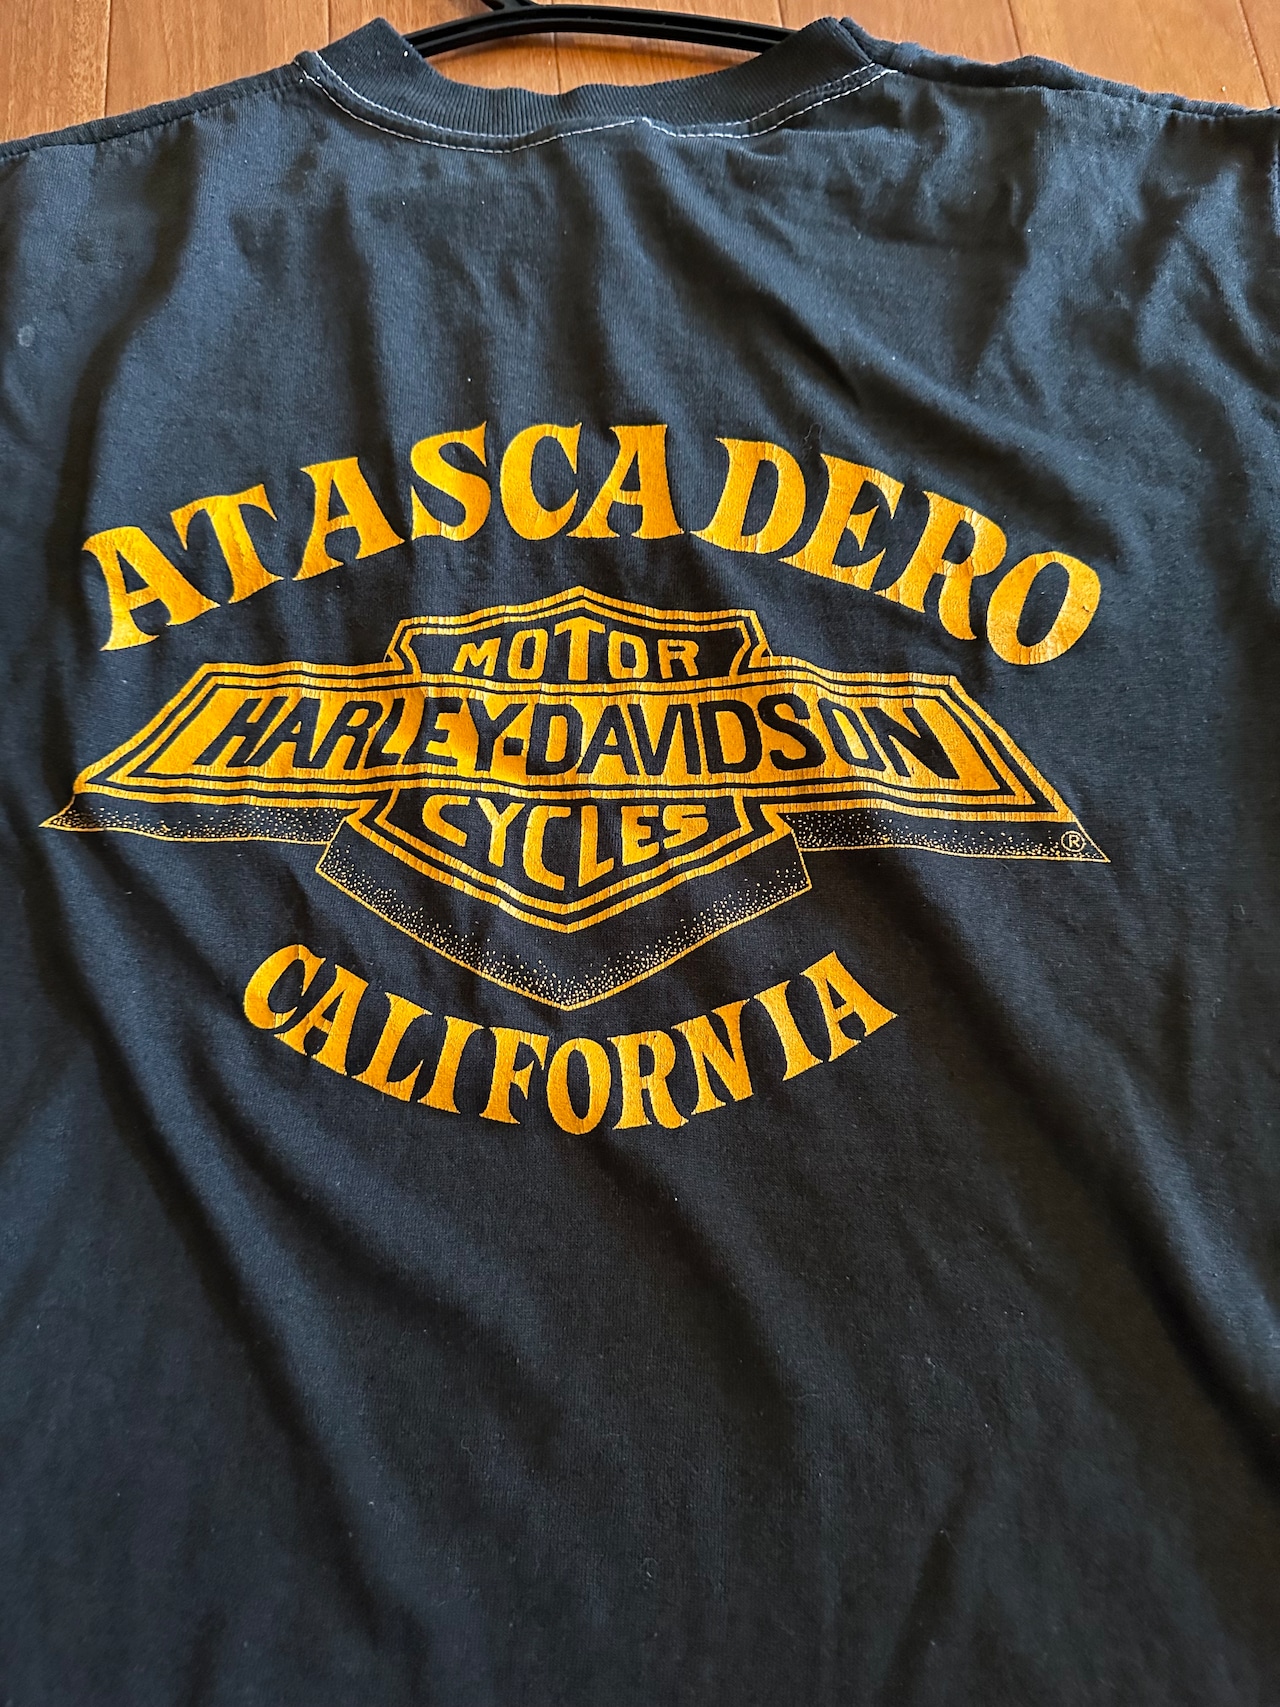 ATASCADERO
MOTOR
HARLEY-DAVIDSON
CYCLES
®
CALIFORNIA